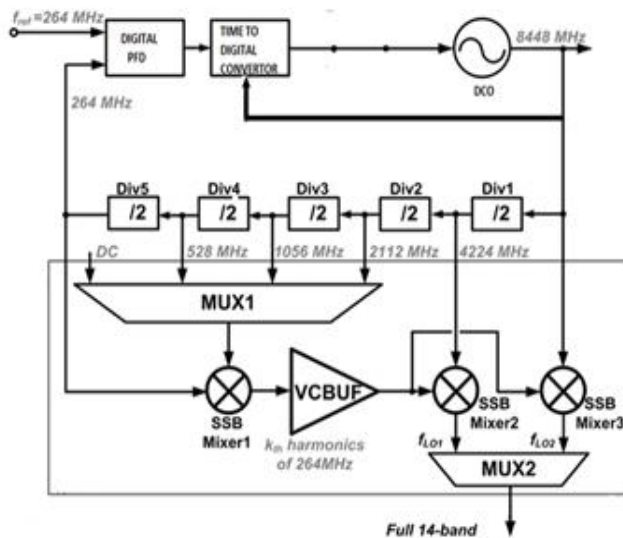 fref =264 MHz
DIGITAL
PFD
TIME TO
DIGITAL
CONVERTOR
DCO
8448 MHz
264 MHz
Div5
Div4
Div3
Div2
Div1
/2
/2
/2
/2
/2
DC
528 MHz
1056 MHz
2112 MHz
4224 MHz
MUX1
VCBUF
SSB
Mixer1
SSB
Mixer2
SSB
Mixer3
kth harmonics
of 264MHz
fLO1
fLO2
MUX2
Full 14-band